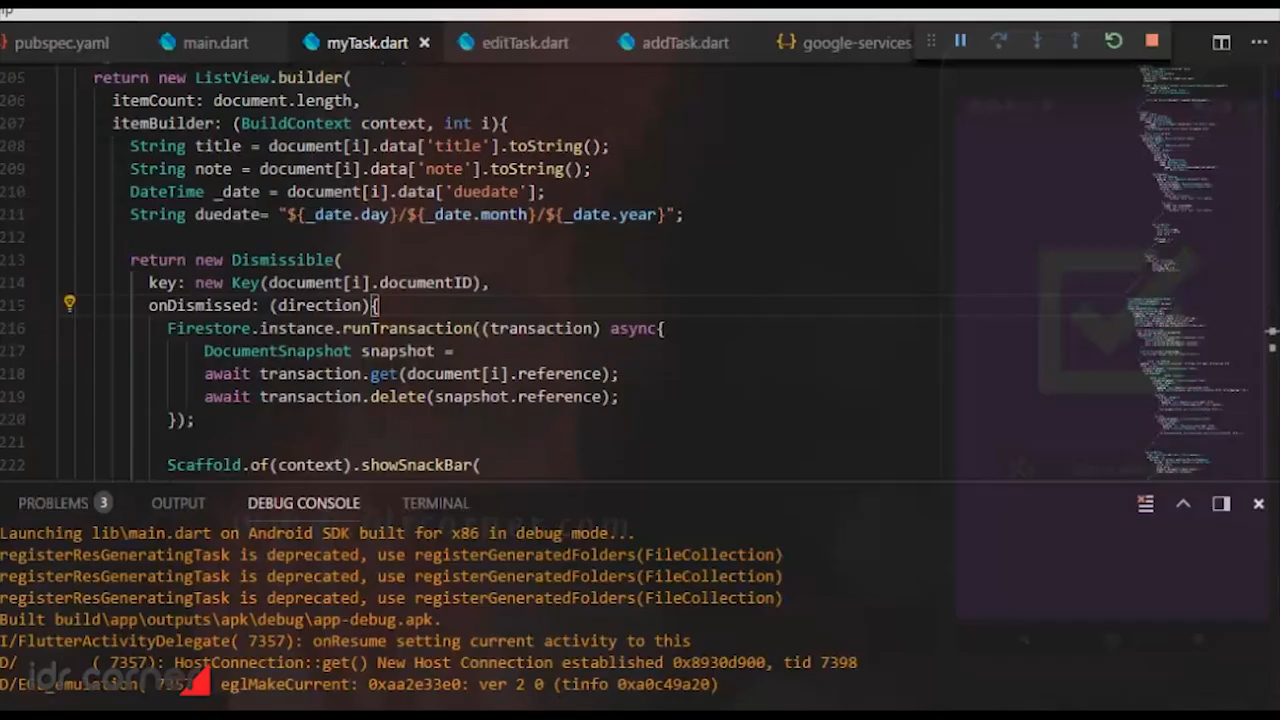 pubspec.yaml main.dart myTask.dart × editTask.dart addTask.dart {} google-services
205 return new ListView.builder(
206 itemCount: document.length,
207 itemBuilder: (BuildContext context, int i){
208 String title = document[i].data['title'].toString();
209 String note = document[i].data['note'].toString();
210 DateTime _date = document[i].data['duedate'];
211 String duedate= "${_date.day}/${_date.month}/${_date.year}";
212
213 return new Dismissible(
214 key: new Key(document[i].documentID),
215 onDismissed: (direction){
216 Firestore.instance.runTransaction((transaction) async{
217 DocumentSnapshot snapshot =
218 await transaction.get(document[i].reference);
219 await transaction.delete(snapshot.reference);
220 });
221
222 Scaffold.of(context).showSnackBar(
PROBLEMS 3 OUTPUT DEBUG CONSOLE TERMINAL
Launching lib\main.dart on Android SDK built for x86 in debug mode...
registerResGeneratingTask is deprecated, use registerGeneratedFolders(FileCollection)
registerResGeneratingTask is deprecated, use registerGeneratedFolders(FileCollection)
registerResGeneratingTask is deprecated, use registerGeneratedFolders(FileCollection)
Built build\app\outputs\apk\debug\app-debug.apk.
I/FlutterActivityDelegate( 7357): onResume setting current activity to this
D/ ( 7357): HostConnection::get() New Host Connection established 0x8930d900, tid 7398
D/EGL_emulation( 7357 eglMakeCurrent: 0xaa2e33e0: ver 2 0 (tinfo 0xa0c49a20)
idr corner